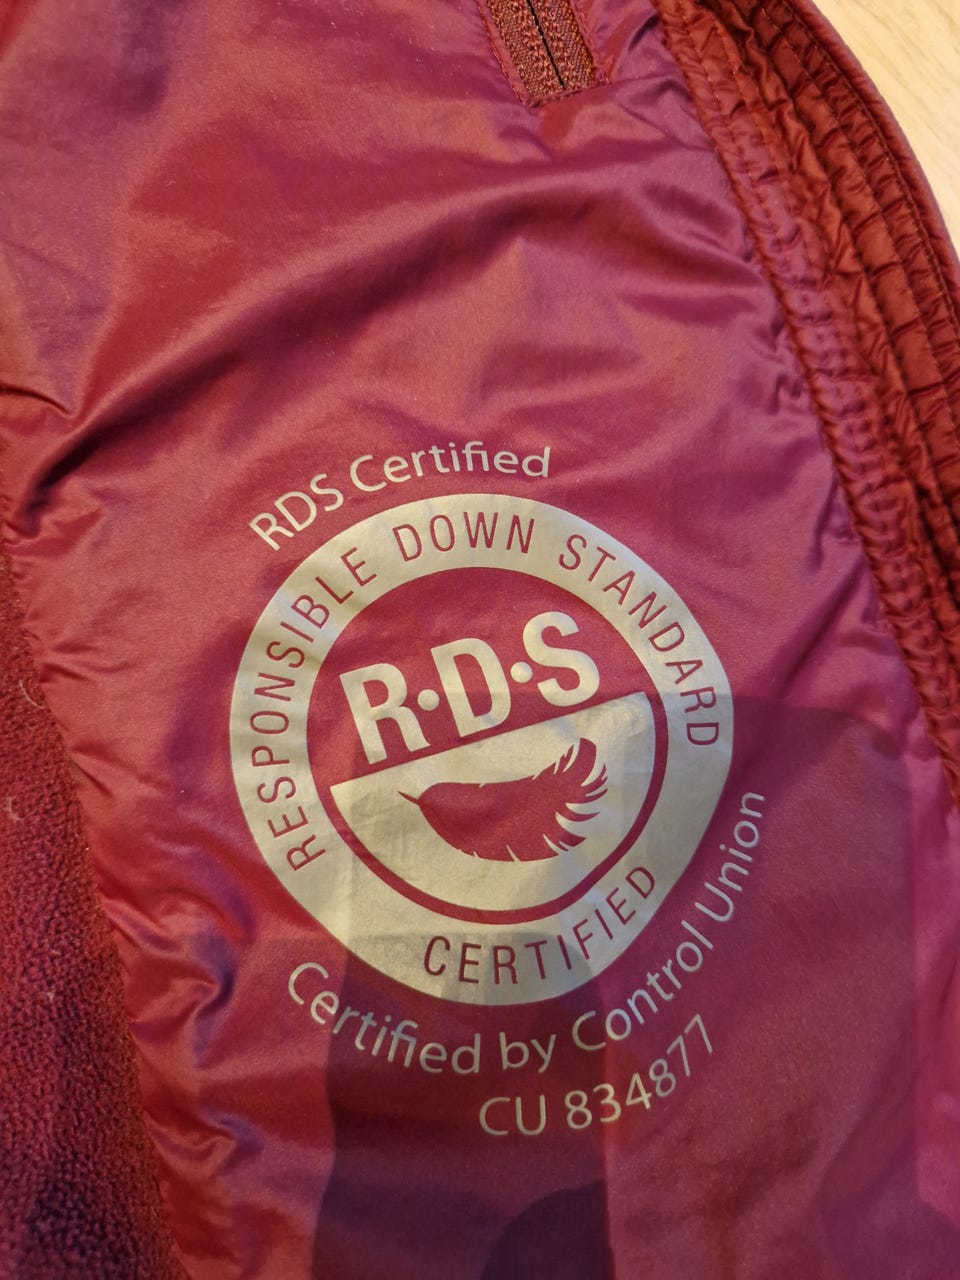 RDS Certified
RESPONSIBLE DOWN STANDARD
R·D·S
CERTIFIED
Certified by Control Union
CU 834877